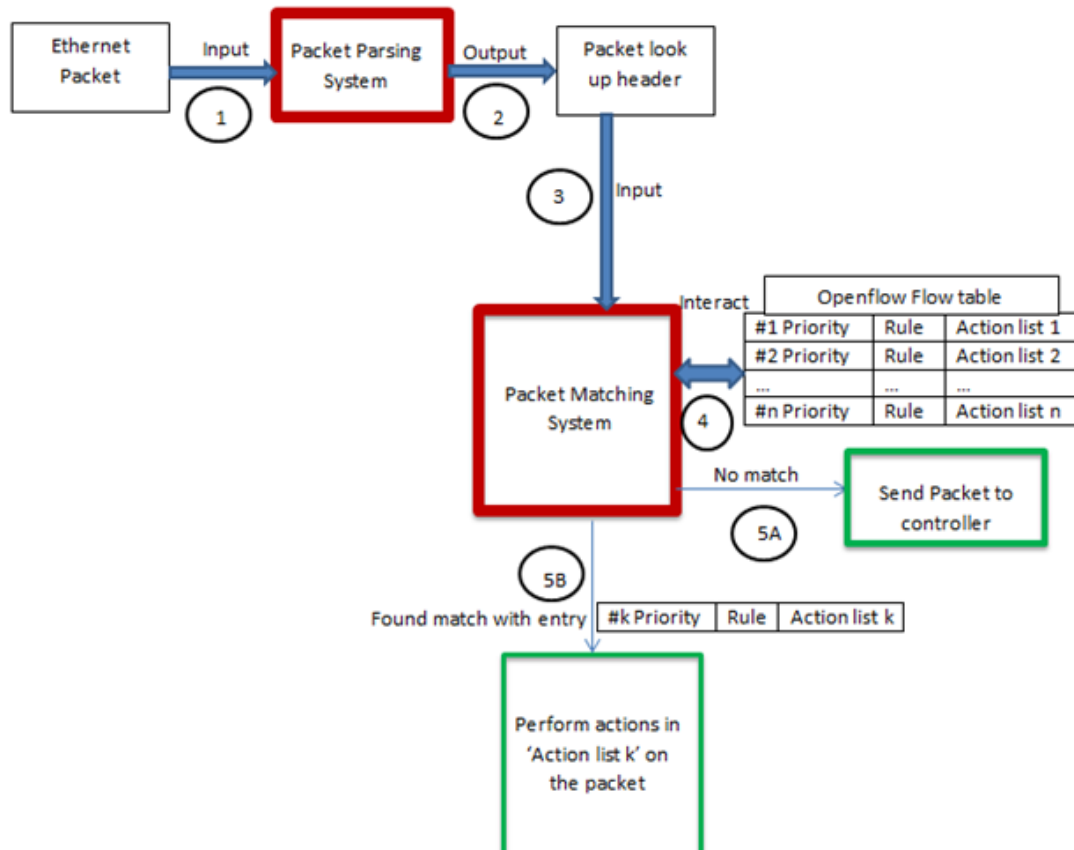 Ethernet
Packet
Input
1
Packet Parsing
System
Output
2
Packet look
up header
3
Input
Interact
Openflow Flow table
#1 Priority Rule Action list 1
#2 Priority Rule Action list 2
... ... ...
#n Priority Rule Action list n
Packet Matching
System
4
No match
5A
Send Packet to
controller
5B
Found match with entry
#k Priority Rule Action list k
Perform actions in
‘Action list k’ on
the packet